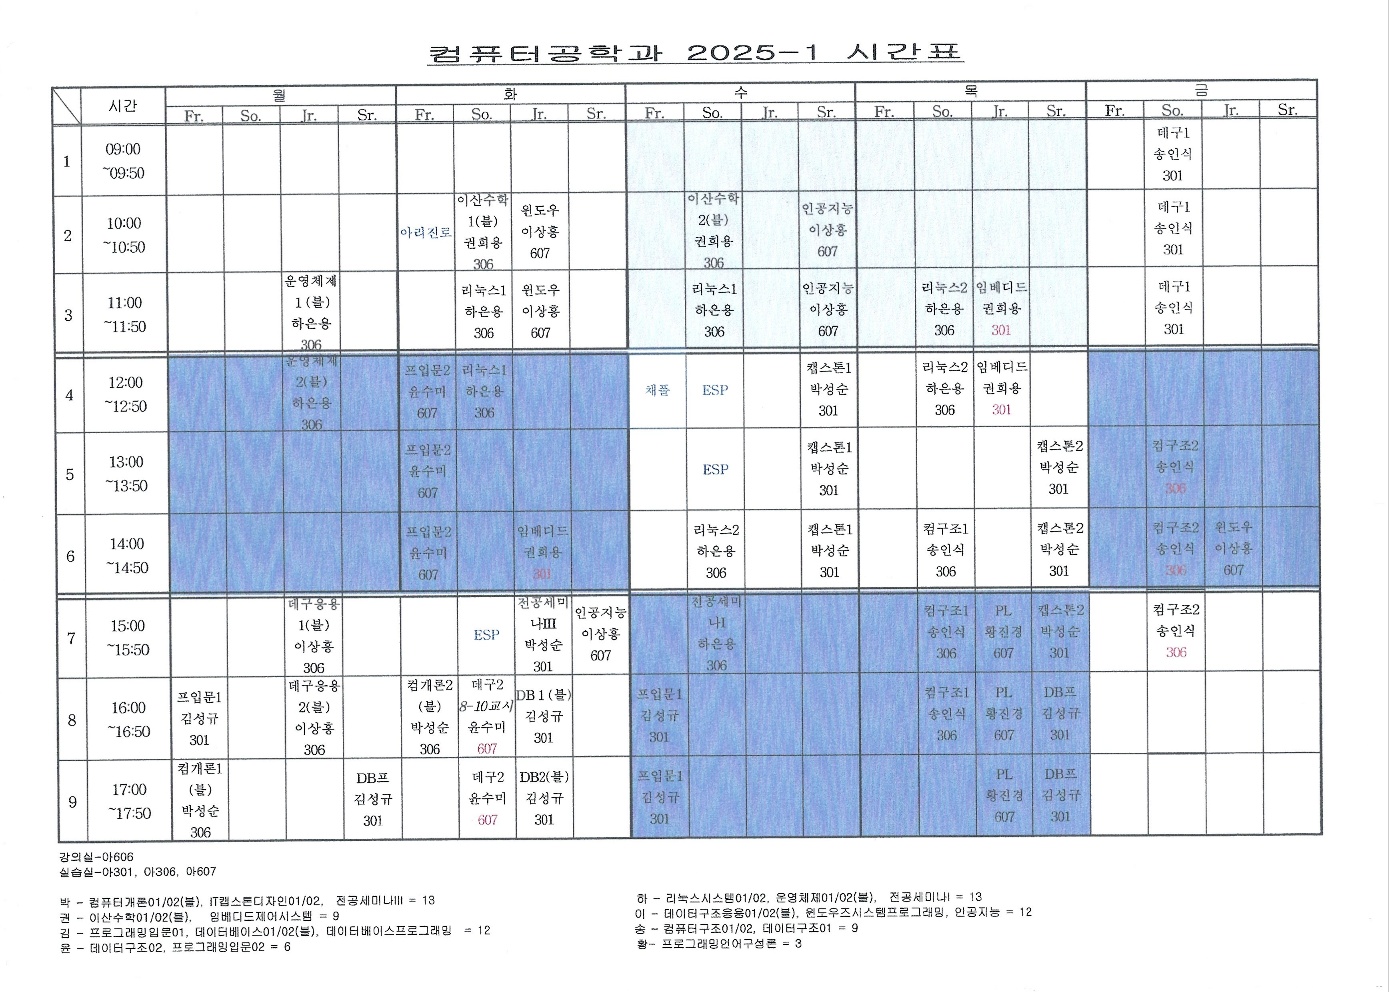 컴퓨터공학과 2025-1 시간표
시간 월 화 수 목 금
Fr. So. Jr. Sr. Fr. So. Jr. Sr. Fr. So. Jr. Sr. Fr. So. Jr. Sr. Fr. So. Jr. Sr.
1 09:00 ~09:50
데구1
송인식
301
2 10:00 ~10:50
아리진로
이산수학
1(블)
권희용
306
윈도우
이상홍
607
이산수학
2(블)
권희용
306
인공지능
이상홍
607
데구1
송인식
301
3 11:00 ~11:50
운영체제
1(블)
하은용
306
리눅스1
하은용
306
윈도우
이상홍
607
리눅스1
하은용
306
인공지능
이상홍
607
리눅스2
하은용
306
임베디드
권희용
301
데구1
송인식
301
4 12:00 ~12:50
운영체제
2(블)
하은용
306
프입문2
윤수미
607
리눅스1
하은용
306
채플
ESP
캡스톤1
박성순
301
리눅스2
하은용
306
임베디드
권희용
301
5 13:00 ~13:50
프입문2
윤수미
607
ESP
캡스톤1
박성순
301
캡스톤2
박성순
301
컴구조2
송인식
306
6 14:00 ~14:50
프입문2
윤수미
607
임베디드
권희용
301
리눅스2
하은용
306
캡스톤1
박성순
301
컴구조1
송인식
306
캡스톤2
박성순
301
컴구조2
송인식
306
윈도우
이상홍
607
7 15:00 ~15:50
데구응용
1(블)
이상홍
306
ESP
전공세미
나III
박성순
301
인공지능
이상홍
607
전공세미
나I
하은용
306
컴구조1
송인식
306
PL
황진경
607
캡스톤2
박성순
301
컴구조2
송인식
306
8 16:00 ~16:50
프입문1
김성규
301
데구응용
2(블)
이상홍
306
컴개론2
(블)
박성순
306
데구2
8-10교시
윤수미
607
DB1(블)
김성규
301
프입문1
김성규
301
컴구조1
송인식
306
PL
황진경
607
DB프
김성규
301
9 17:00 ~17:50
컴개론1
(블)
박성순
306
DB프
김성규
301
데구2
윤수미
607
DB2(블)
김성규
301
프입문1
김성규
301
PL
황진경
607
DB프
김성규
301
강의실-아606
실습실-아301, 아306, 아607
박 - 컴퓨터개론01/02(블), IT캡스톤디자인01/02, 전공세미나III = 13
권 - 이산수학01/02(블), 임베디드제어시스템 = 9
김 - 프로그래밍입문01, 데이터베이스01/02(블), 데이터베이스프로그래밍 = 12
윤 - 데이터구조02, 프로그래밍입문02 = 6
하 - 리눅스시스템01/02, 운영체제01/02(블), 전공세미나I = 13
이 - 데이터구조응용01/02(블), 윈도우즈시스템프로그래밍, 인공지능 = 12
송 - 컴퓨터구조01/02, 데이터구조01 = 9
황- 프로그래밍언어구성론 = 3